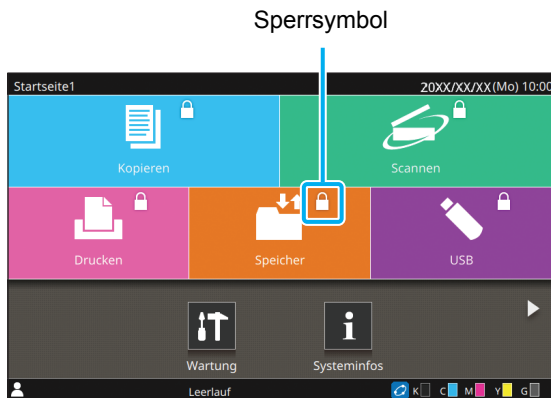 Sperrsymbol
Startseite1 20XX/XX/XX (Mo) 10:00
Kopieren Scannen
Drucken Speicher USB
Wartung Systeminfos
Leerlauf K C M Y G